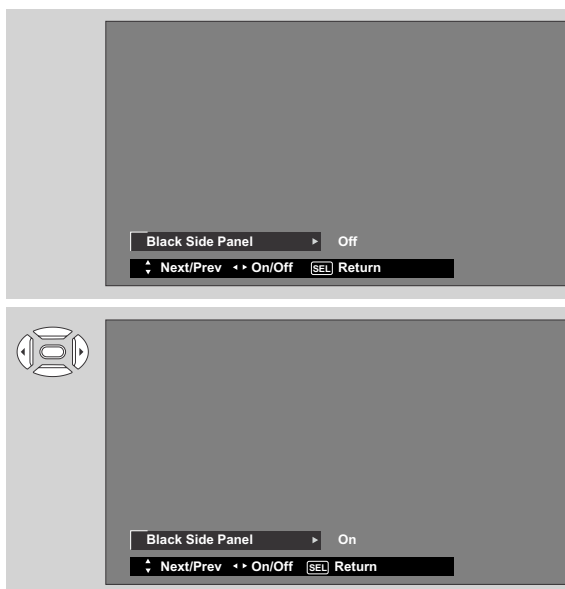 Black Side Panel ▸ Off
▲▼ Next/Prev ◂▸ On/Off SEL Return
Black Side Panel ▸ On
▲▼ Next/Prev ◂▸ On/Off SEL Return